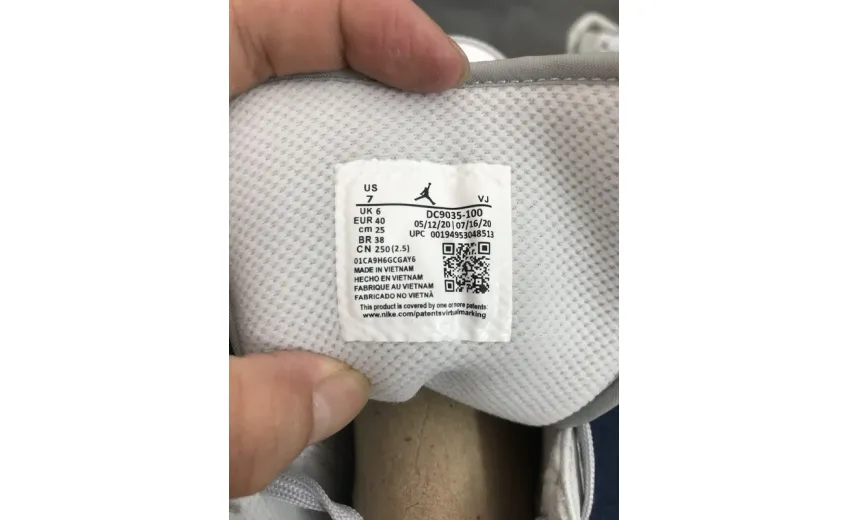 US
7
VJ
UK 6
EUR 40
cm 25
BR 38
CN 250 (2.5)
DC9035-100
05/12/20 | 07/16/20
UPC 00194953048513
01CA9H6GCGAY6
MADE IN VIETNAM
HECHO EN VIETNAM
FABRIQUE AU VIETNAM
FABRICADO NO VIETNÃ
This product is covered by one or more patents:
www.nike.com/patentsvirtualmarking